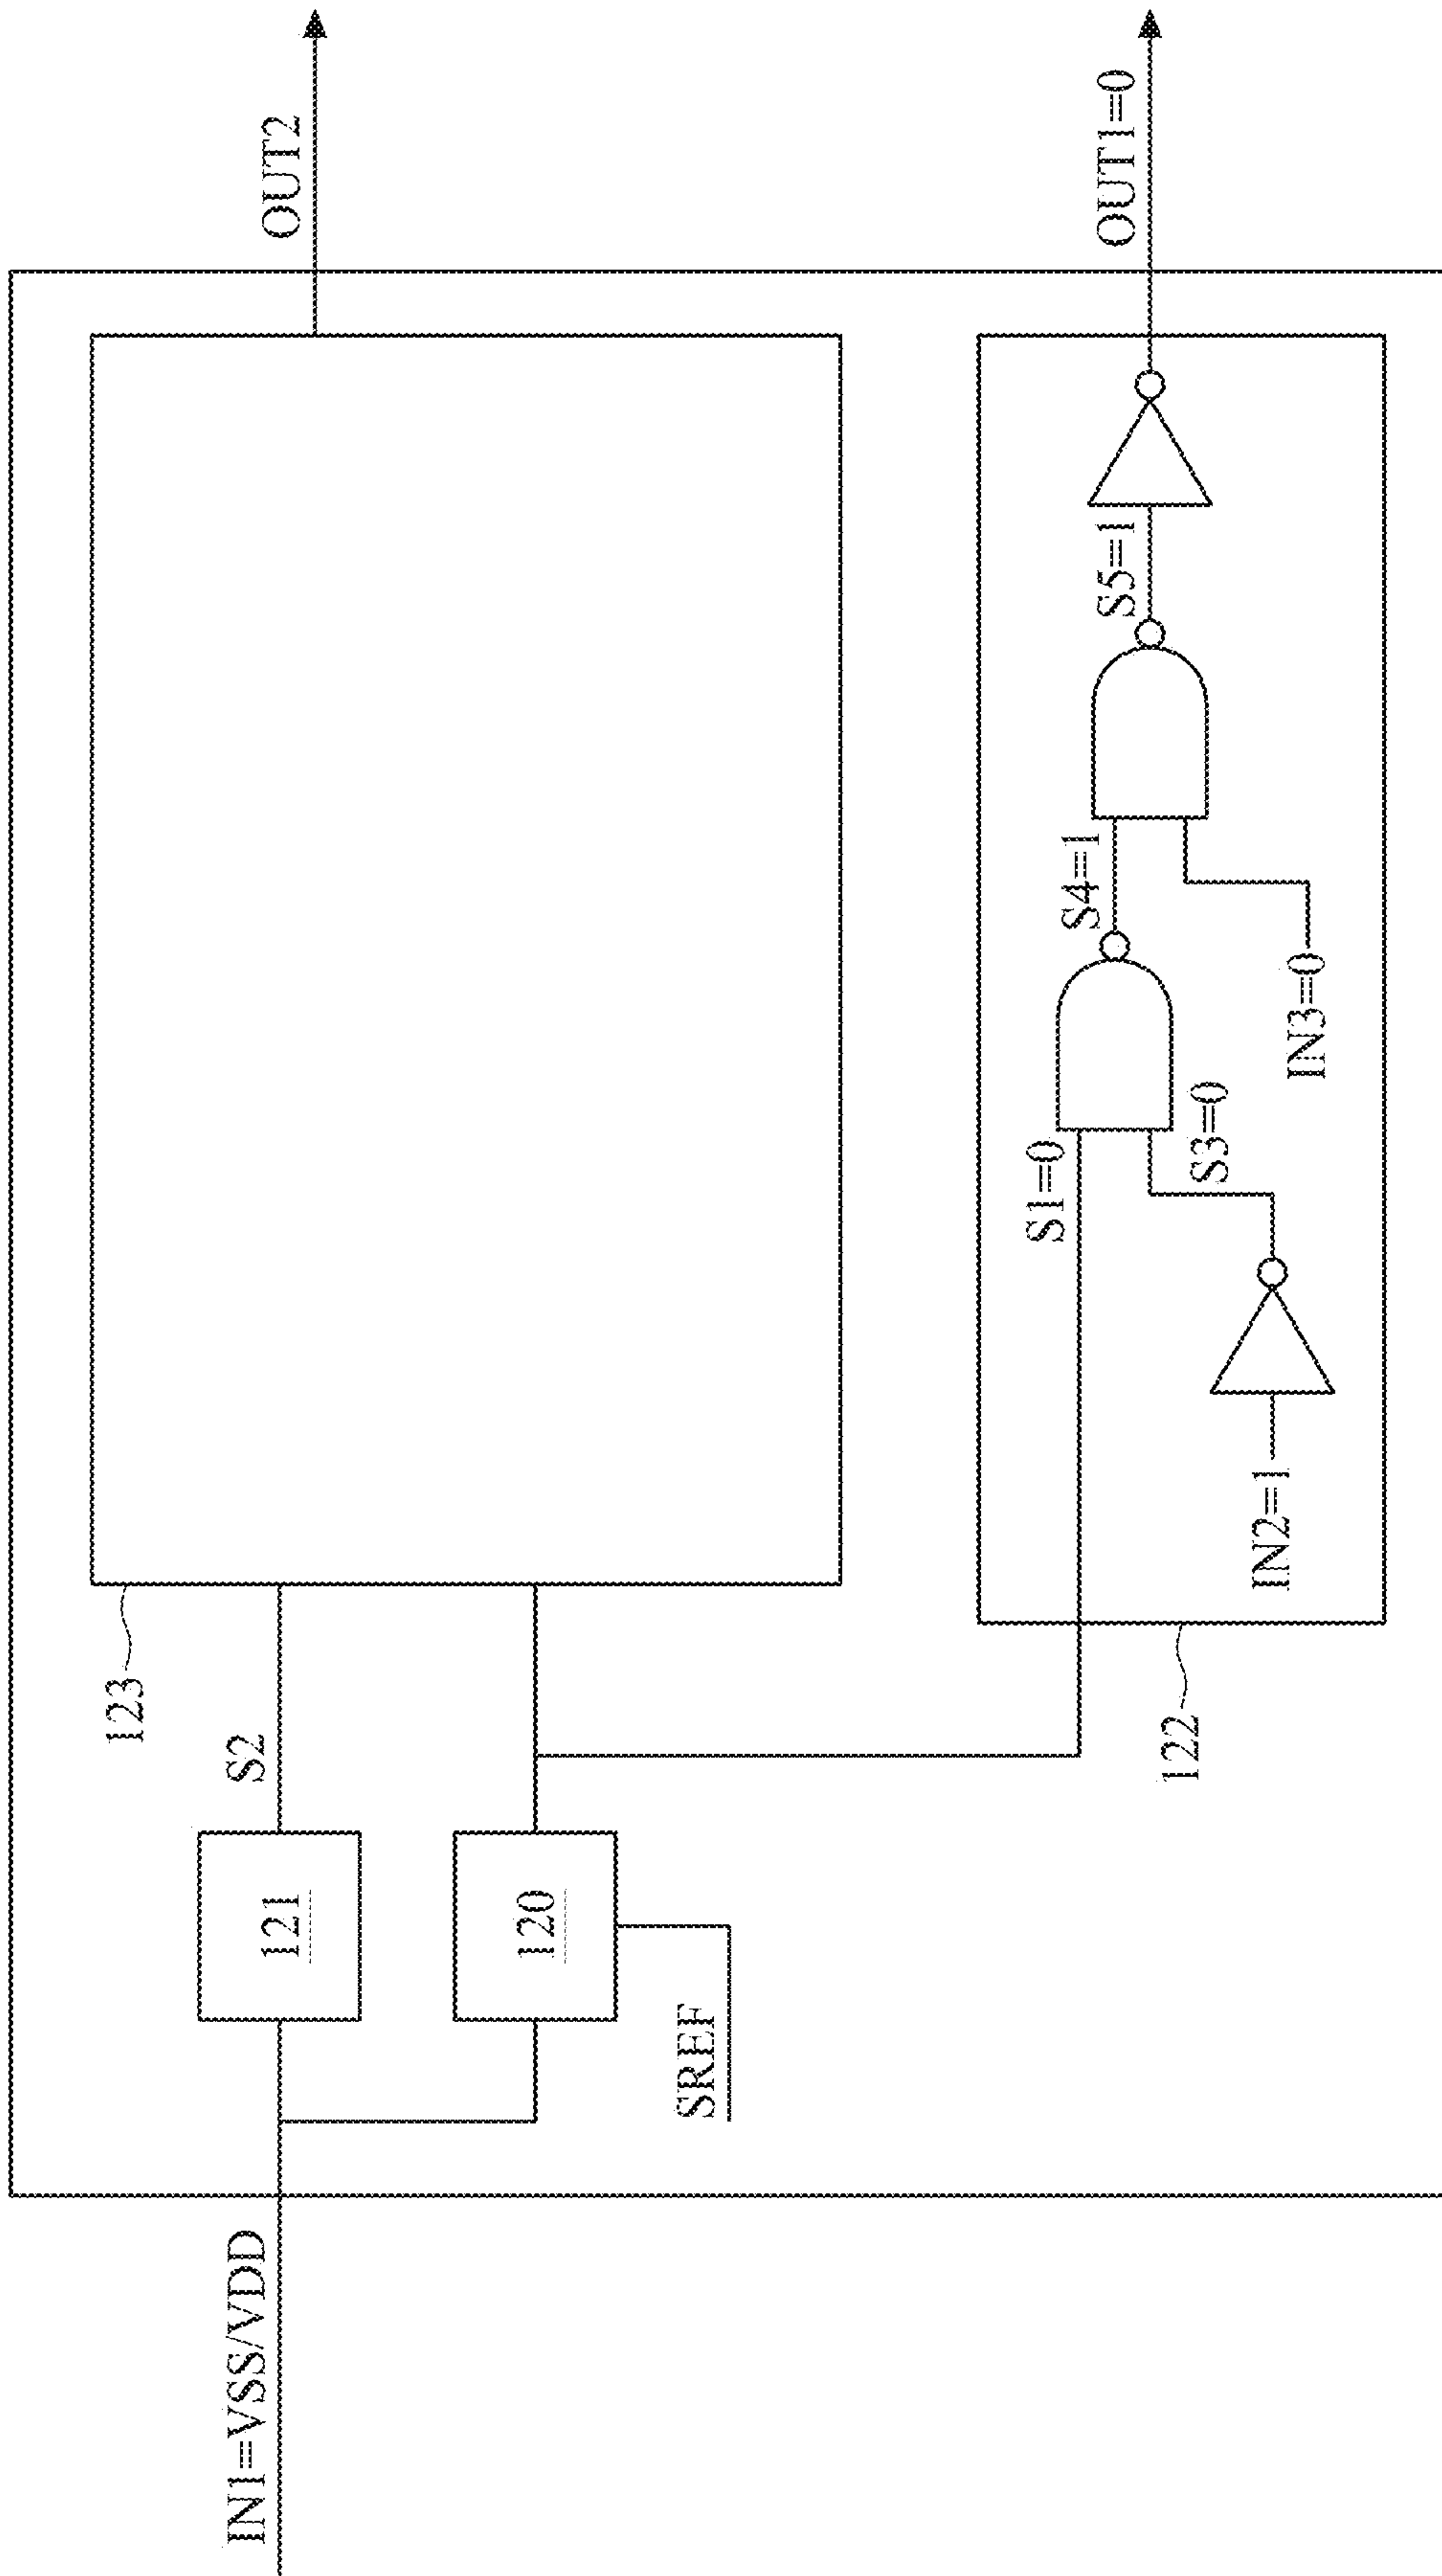 IN1=VSS/VDD
121
S2
123
OUT2
120
SREF
S1=0
S4=1
S5=1
OUT1=0
S3=0
IN2=1
IN3=0
122